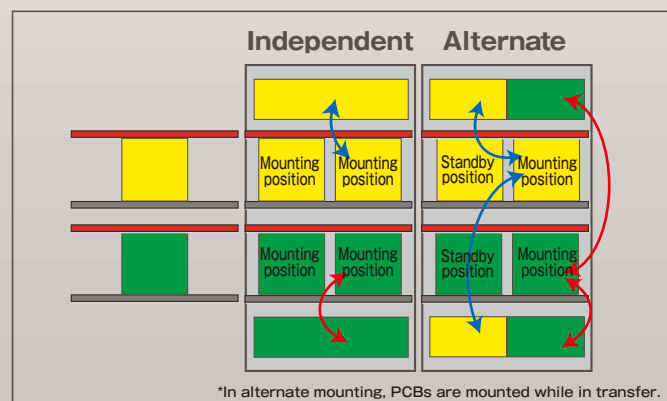 Independent
Alternate
Mounting
position
Mounting
position
Standby
position
Mounting
position
Mounting
position
Mounting
position
Standby
position
Mounting
position
*In alternate mounting, PCBs are mounted while in transfer.